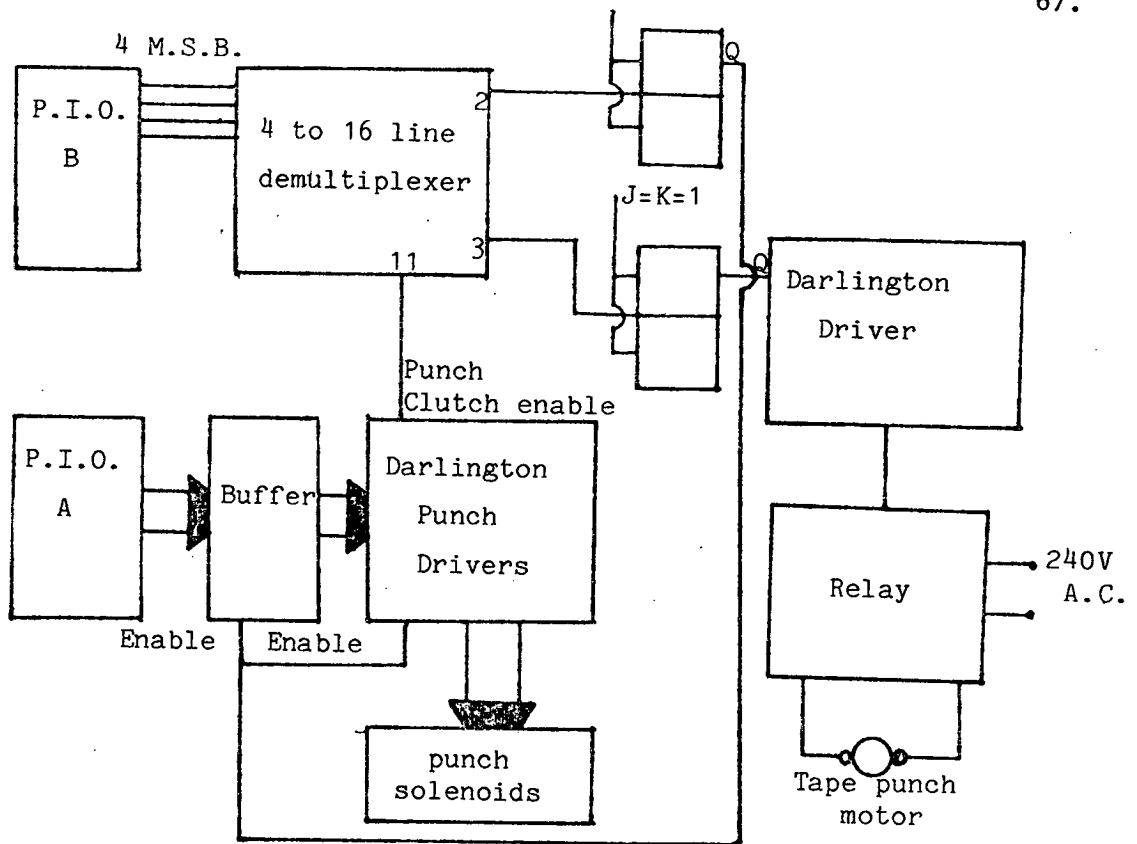 67.
4 M.S.B.
P.I.O.
B
4 to 16 line
demultiplexer
2
3
11
Q
J=K=1
Q
Darlington
Driver
Punch
Clutch enable
P.I.O.
A
Buffer
Darlington
Punch
Drivers
Enable
Enable
Relay
240V
A.C.
punch
solenoids
Tape punch
motor